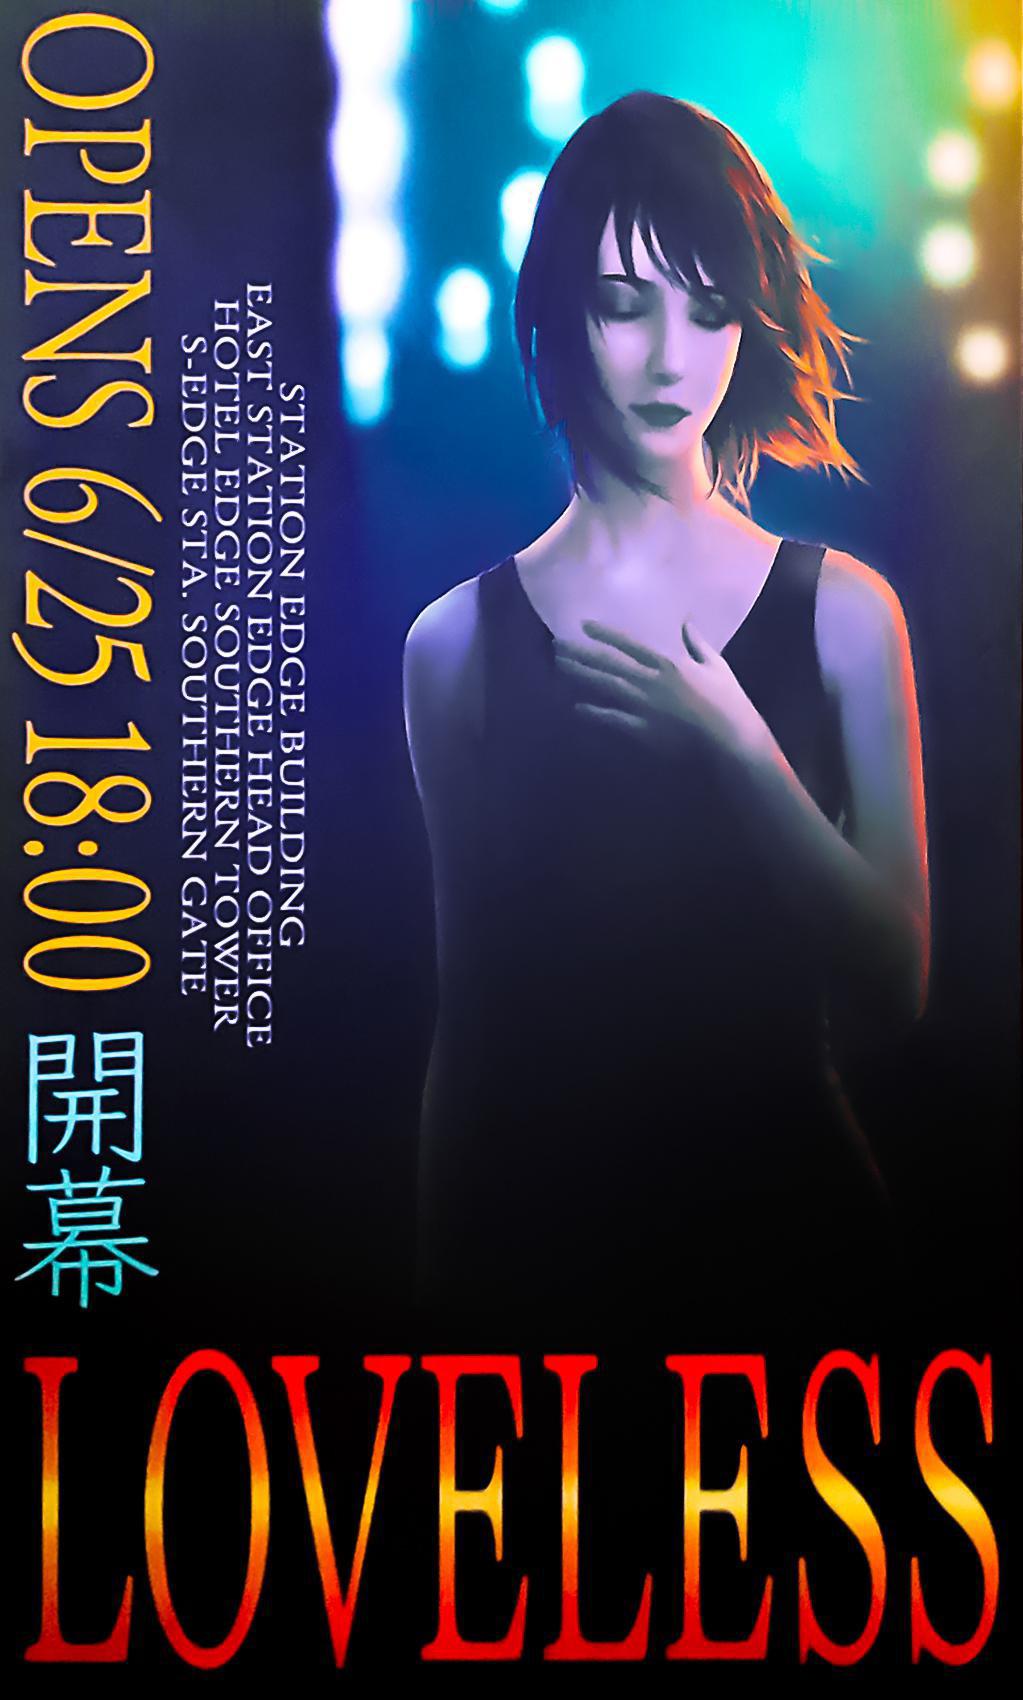 OPENS 6/25 18:00 開幕
STATION EDGE BUILDING
EAST STATION EDGE HEAD OFFICE
HOTEL EDGE SOUTHERN TOWER
S-EDGE STA. SOUTHERN GATE
LOVELESS